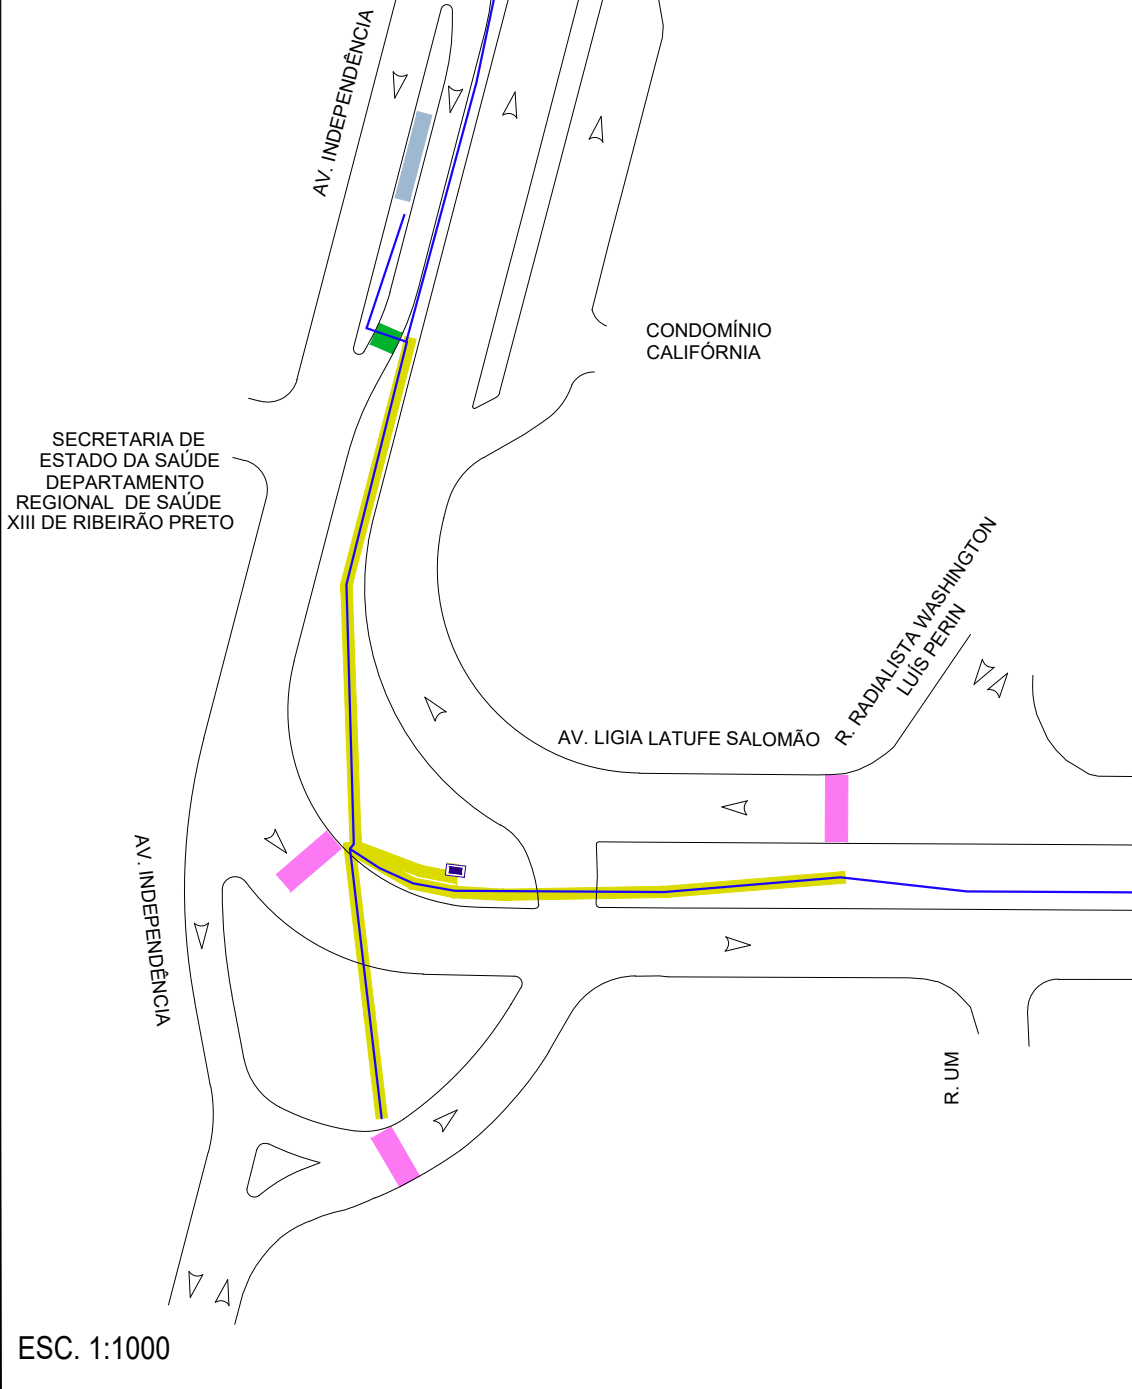 AV. INDEPENDÊNCIA
CONDOMÍNIO
CALIFÓRNIA
SECRETARIA DE
ESTADO DA SAÚDE
DEPARTAMENTO
REGIONAL DE SAÚDE
XIII DE RIBEIRÃO PRETO
R. RADIALISTA WASHINGTON
LUÍS PERIN
AV. LIGIA LATUFE SALOMÃO
AV. INDEPENDÊNCIA
R. UM
ESC. 1:1000